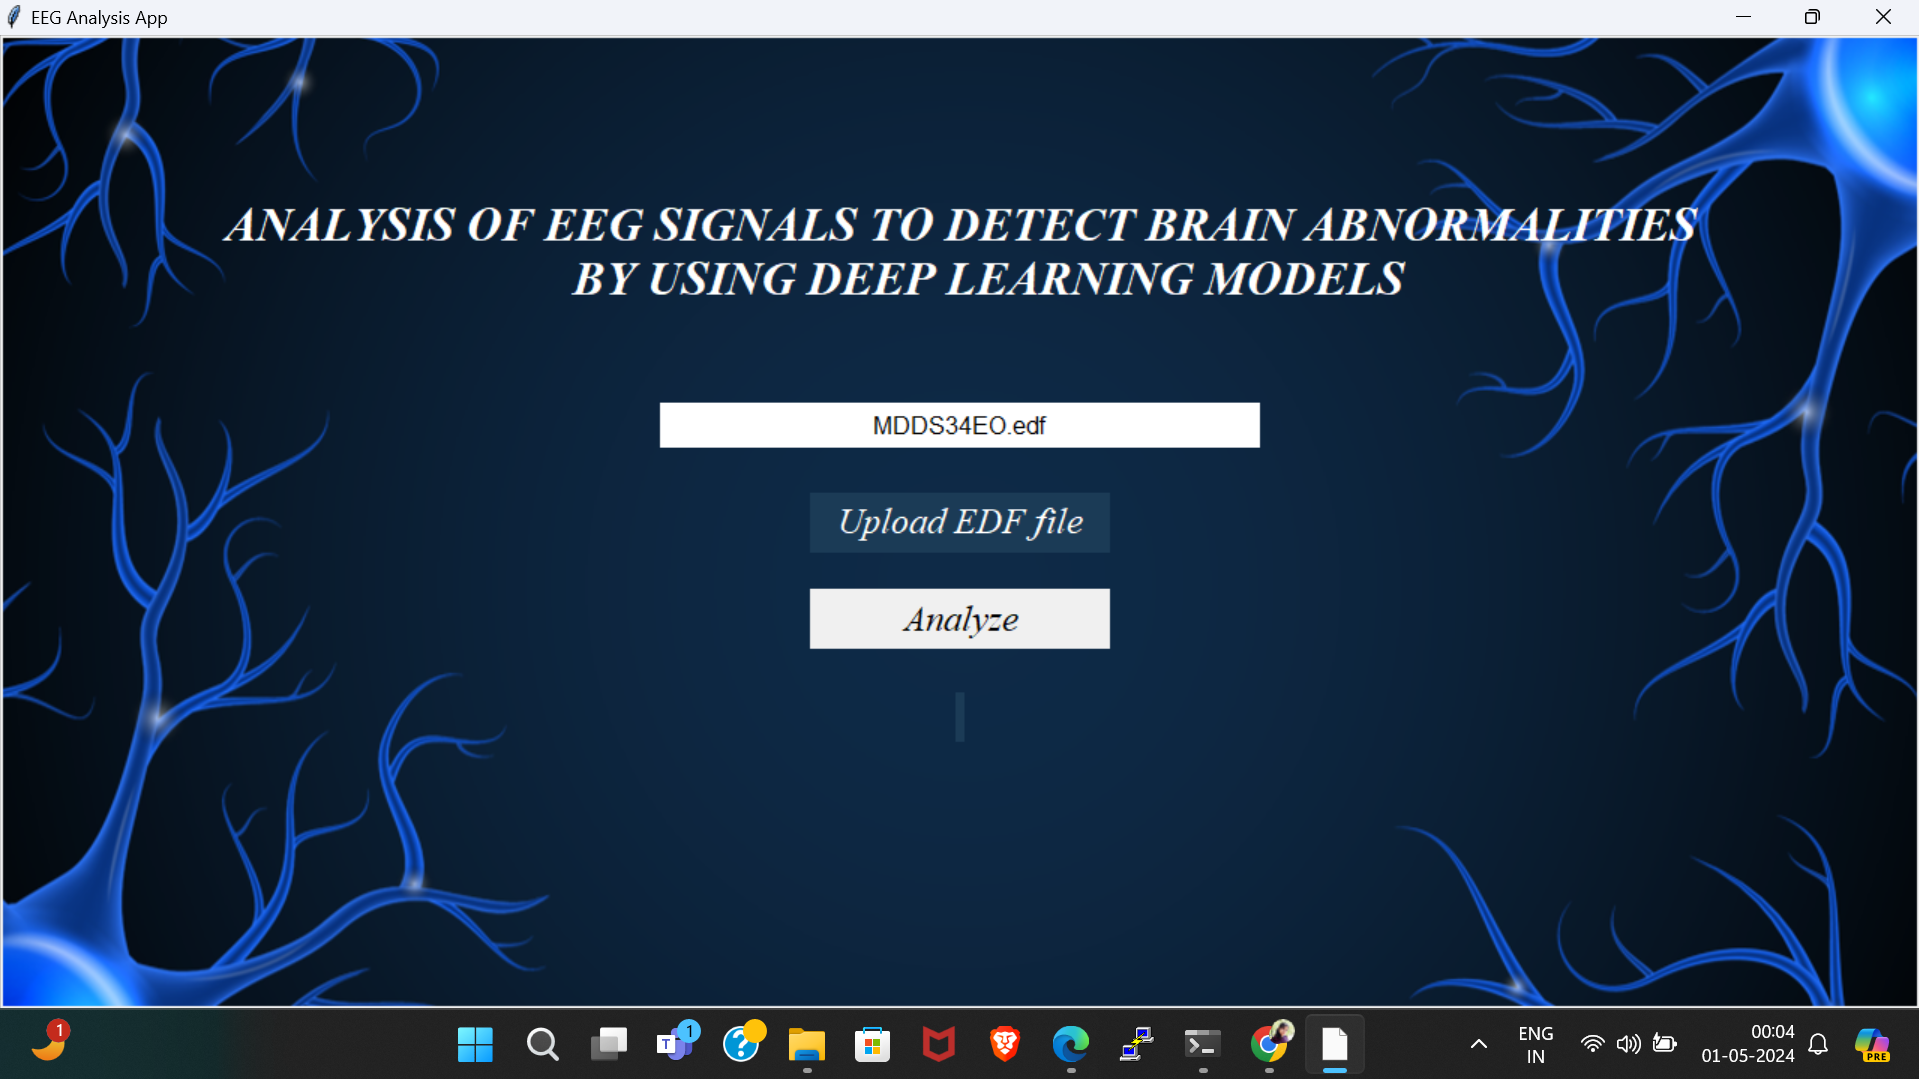 EEG Analysis App
ANALYSIS OF EEG SIGNALS TO DETECT BRAIN ABNORMALITIES
BY USING DEEP LEARNING MODELS
MDDS34EO.edf
Upload EDF file
Analyze
1
T
1
?
ENG
IN
00:04
01-05-2024
PRE